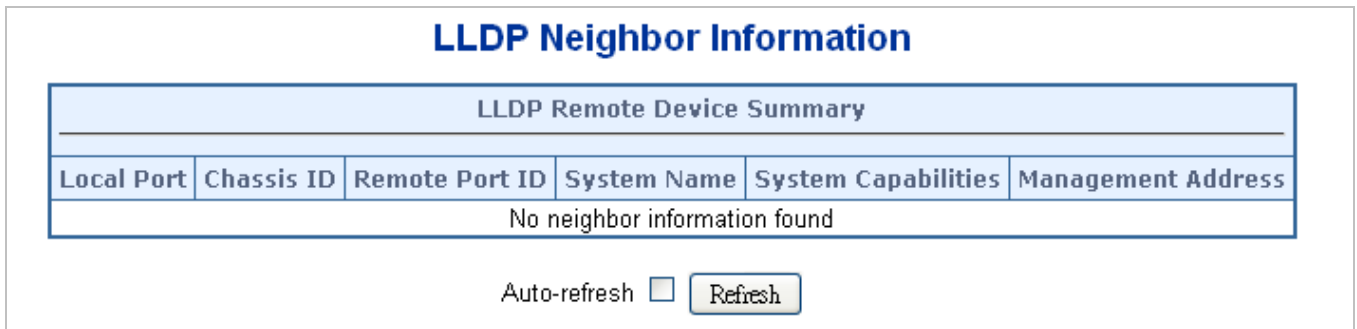 LLDP Neighbor Information
LLDP Remote Device Summary
Local Port Chassis ID Remote Port ID System Name System Capabilities Management Address
No neighbor information found
Auto-refresh Refresh